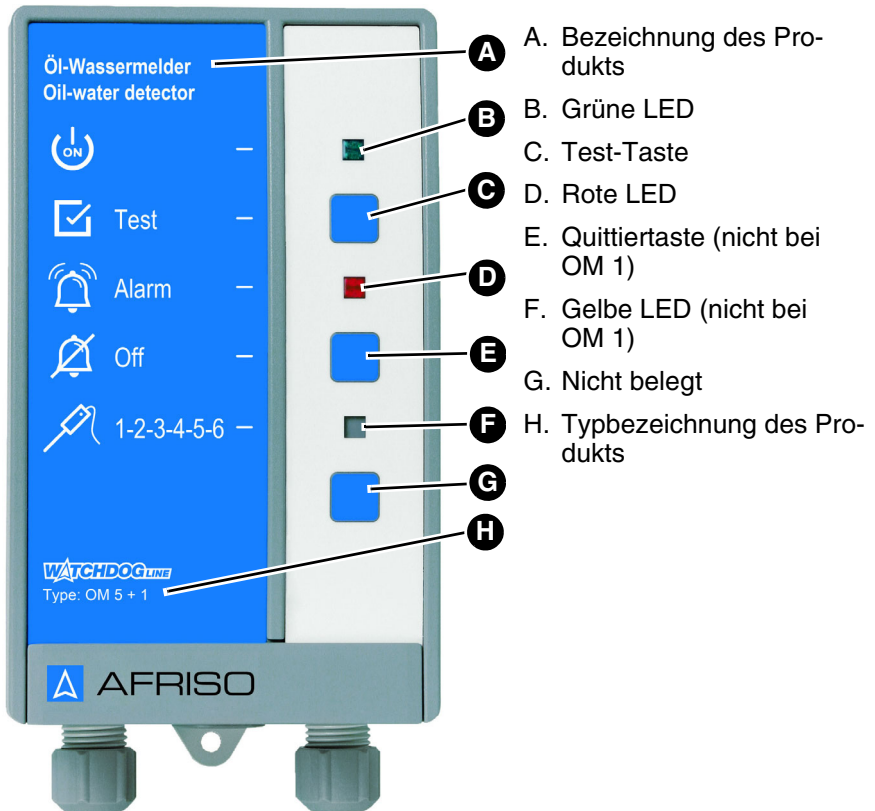 Öl-Wassermelder
Oil-water detector
ON
Test
Alarm
Off
1-2-3-4-5-6
WATCHDOG LINE
Type: OM 5 + 1
AFRISO
A
B
C
D
E
F
G
H
A. Bezeichnung des Pro-
dukts
B. Grüne LED
C. Test-Taste
D. Rote LED
E. Quittiertaste (nicht bei
OM 1)
F. Gelbe LED (nicht bei
OM 1)
G. Nicht belegt
H. Typbezeichnung des Pro-
dukts